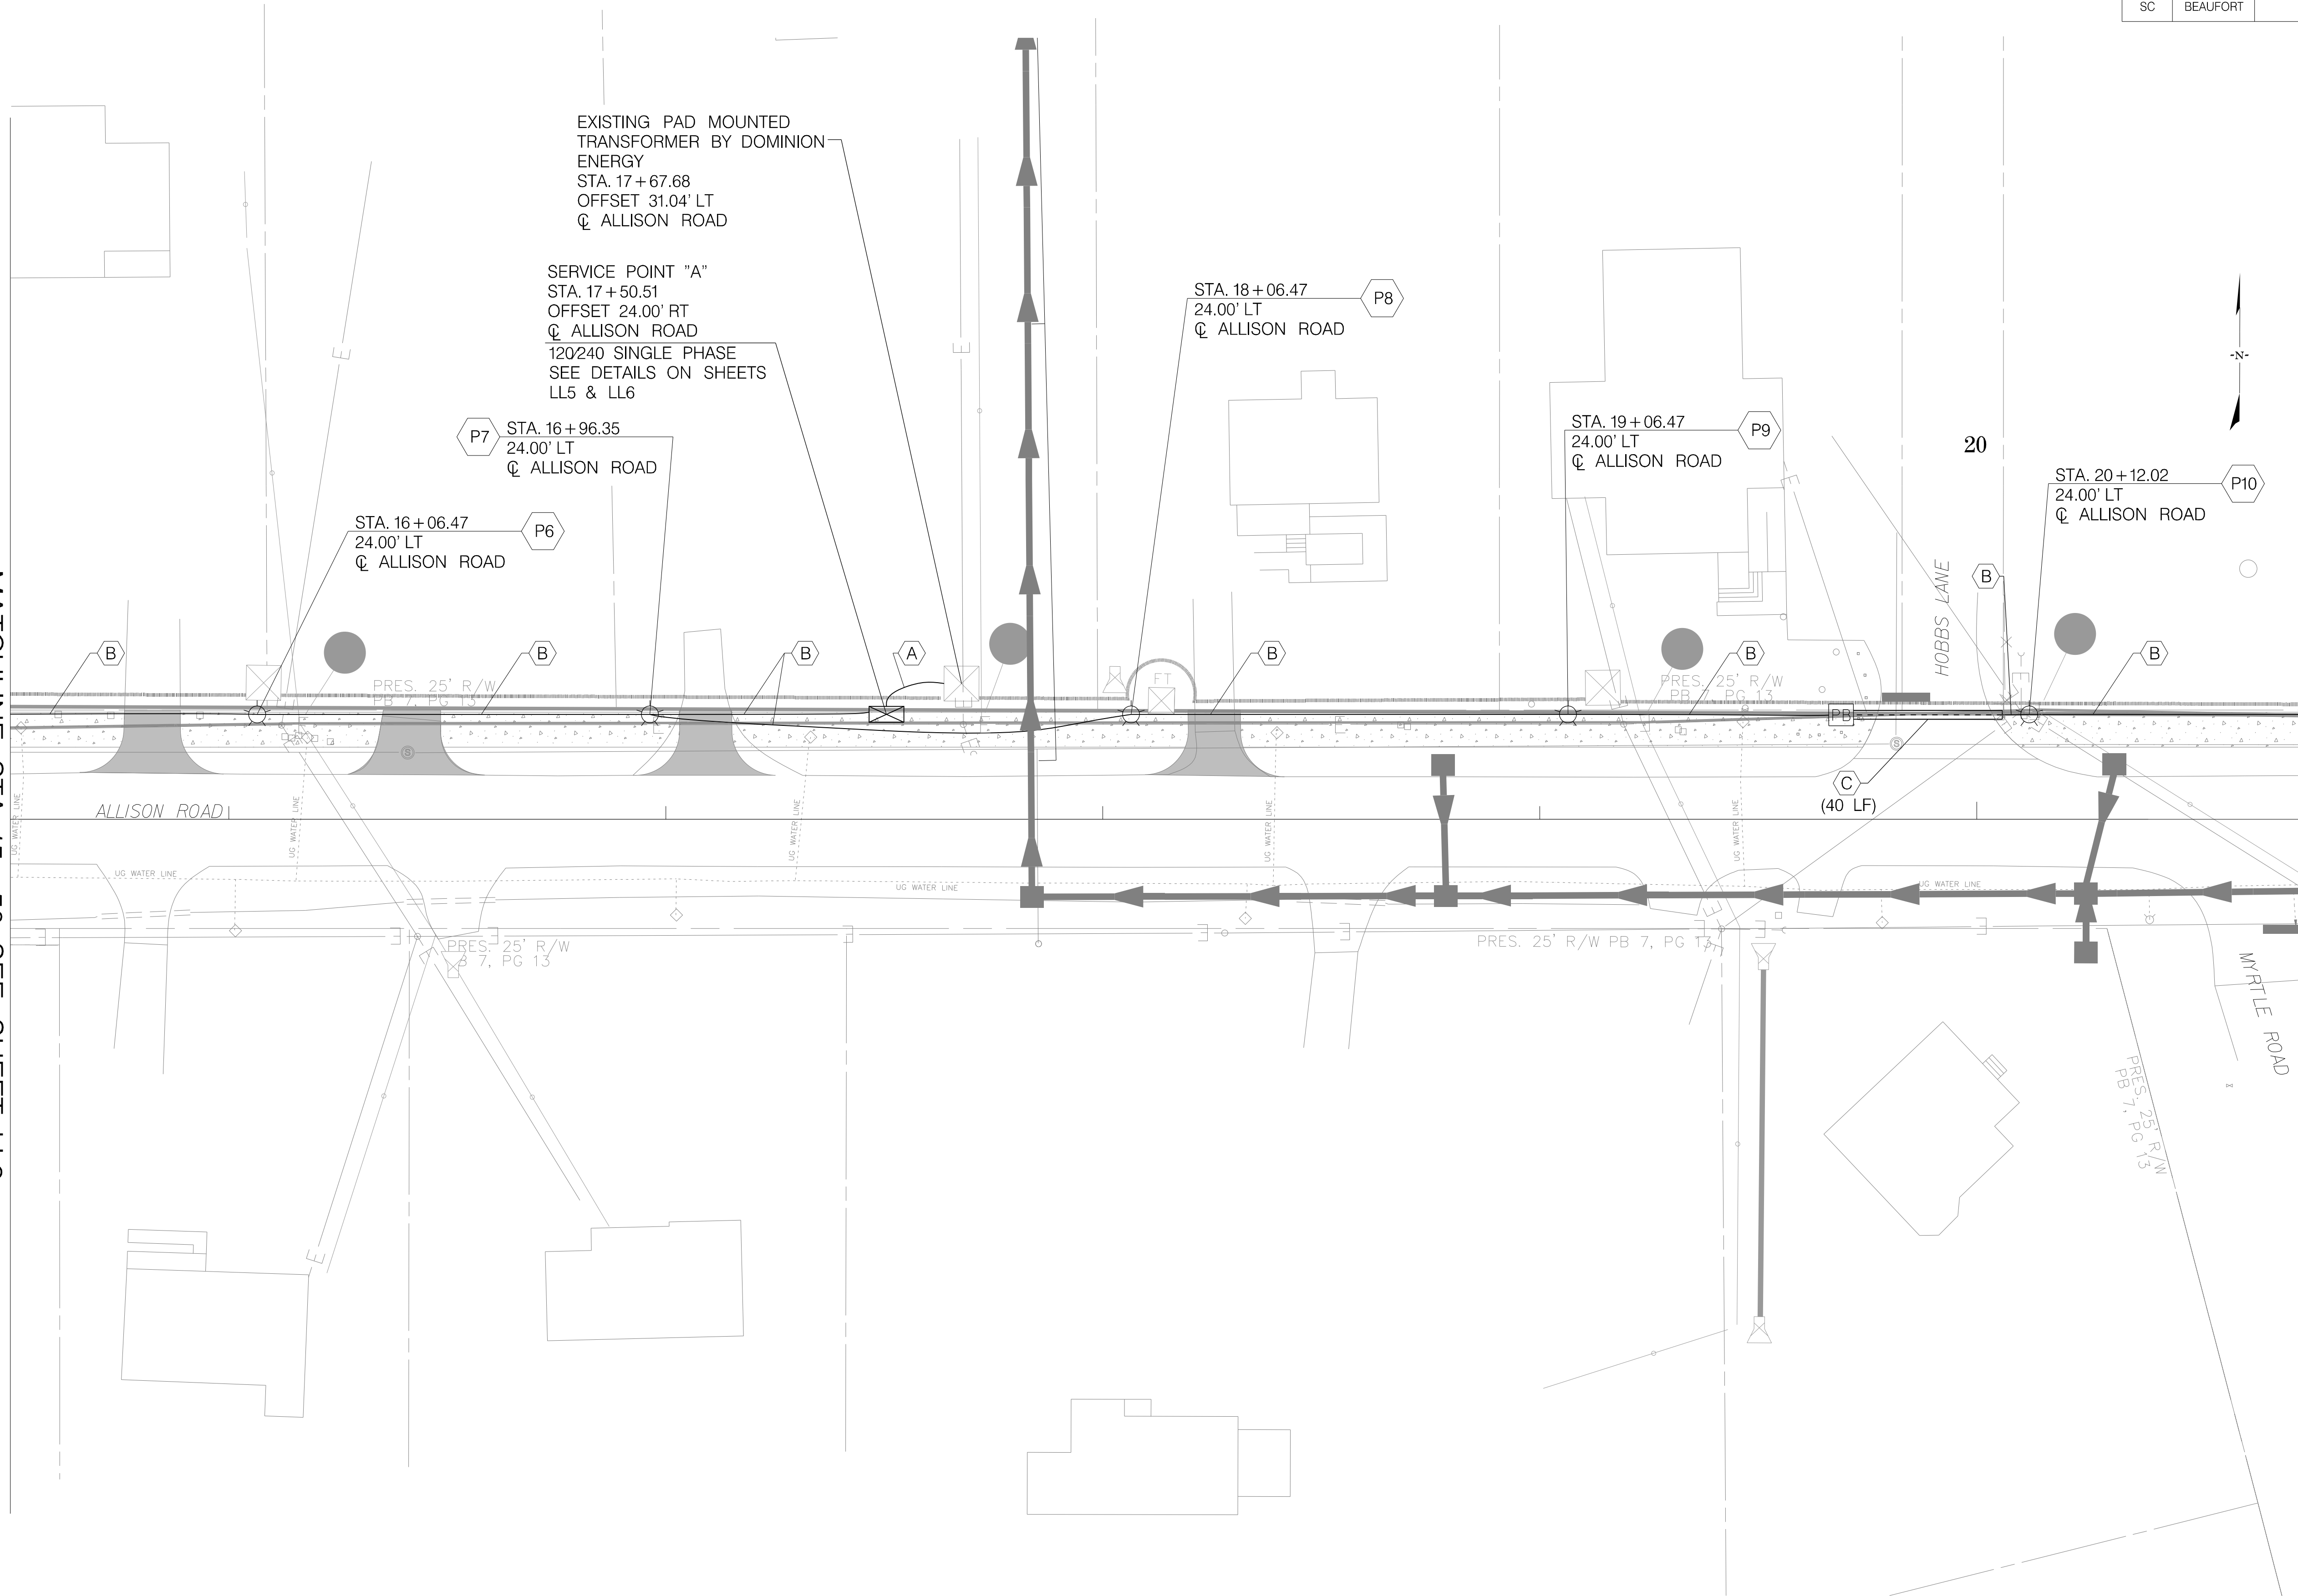 SC BEAUFORT
EXISTING PAD MOUNTED
TRANSFORMER BY DOMINION
ENERGY
STA. 17+67.68
OFFSET 31.04' LT
℄ ALLISON ROAD
SERVICE POINT "A"
STA. 17+50.51
OFFSET 24.00' RT
℄ ALLISON ROAD
120/240 SINGLE PHASE
SEE DETAILS ON SHEETS
LL5 & LL6
STA. 18+06.47
24.00' LT
℄ ALLISON ROAD
P8
P7
STA. 16+96.35
24.00' LT
℄ ALLISON ROAD
STA. 19+06.47
24.00' LT
℄ ALLISON ROAD
P9
-N-
20
STA. 20+12.02
24.00' LT
℄ ALLISON ROAD
P10
STA. 16+06.47
24.00' LT
℄ ALLISON ROAD
P6
E
E
E
E
HOBBS LANE
B
B
B
B
A
B
B
B
PRES. 25' R/W
PB 7, PG 13
FT
PRES. 25' R/W
PB 7, PG 13
PB
S
S
C
(40 LF)
ALLISON ROAD
UG WATER LINE
UG WATER LINE
UG WATER LINE
UG WATER LINE
UG WATER LINE
UG WATER LINE
UG WATER LINE
UG WATER LINE
PRES. 25' R/W
B 7, PG 13
PRES. 25' R/W PB 7, PG 13
MYRTLE ROAD
PRES. 25' R/W
PB 7, PG 13
E